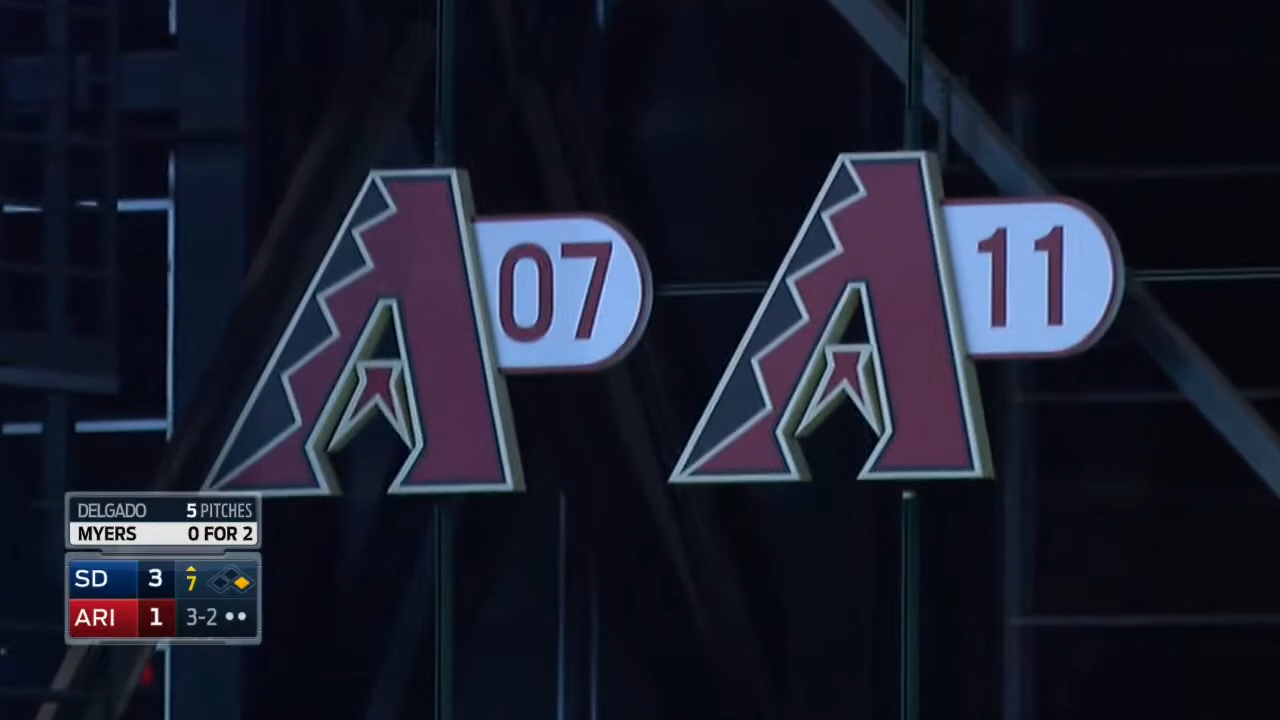 A 07
A 11
DELGADO 5 PITCHES
MYERS 0 FOR 2
SD 3 7
ARI 1 3-2